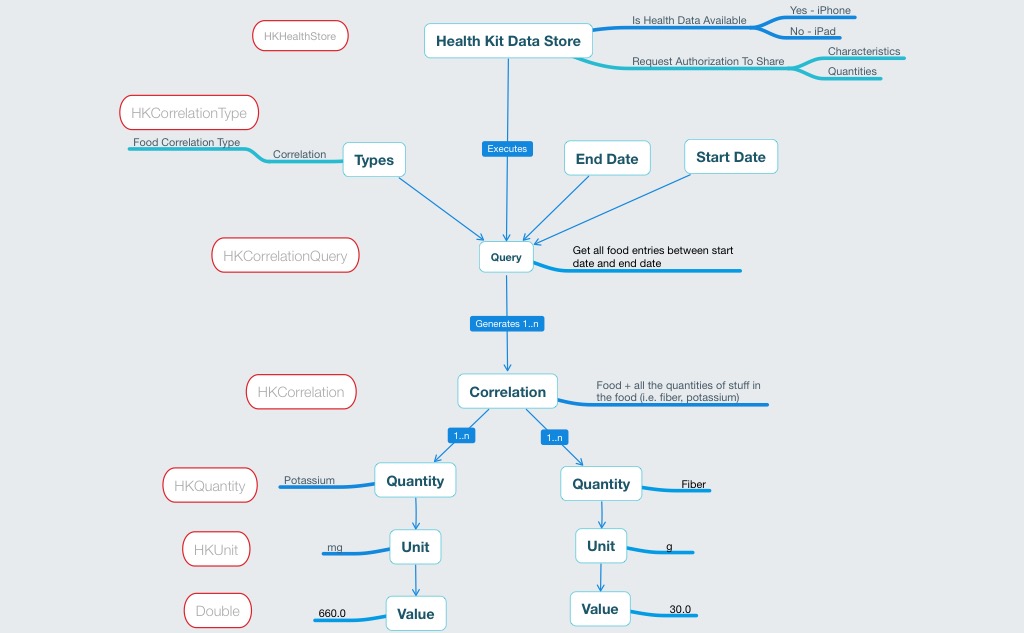 Yes - iPhone
Is Health Data Available
HKHealthStore
Health Kit Data Store
No - iPad
Characteristics
Request Authorization To Share
Quantities
HKCorrelationType
Food Correlation Type
Correlation
Types
Executes
End Date
Start Date
HKCorrelationQuery
Query
Get all food entries between start
date and end date
Generates 1..n
HKCorrelation
Correlation
Food + all the quantities of stuff in
the food (i.e. fiber, potassium)
1..n
1..n
HKQuantity
Potassium
Quantity
Quantity
Fiber
HKUnit
mg
Unit
Unit
g
Double
660.0
Value
Value
30.0